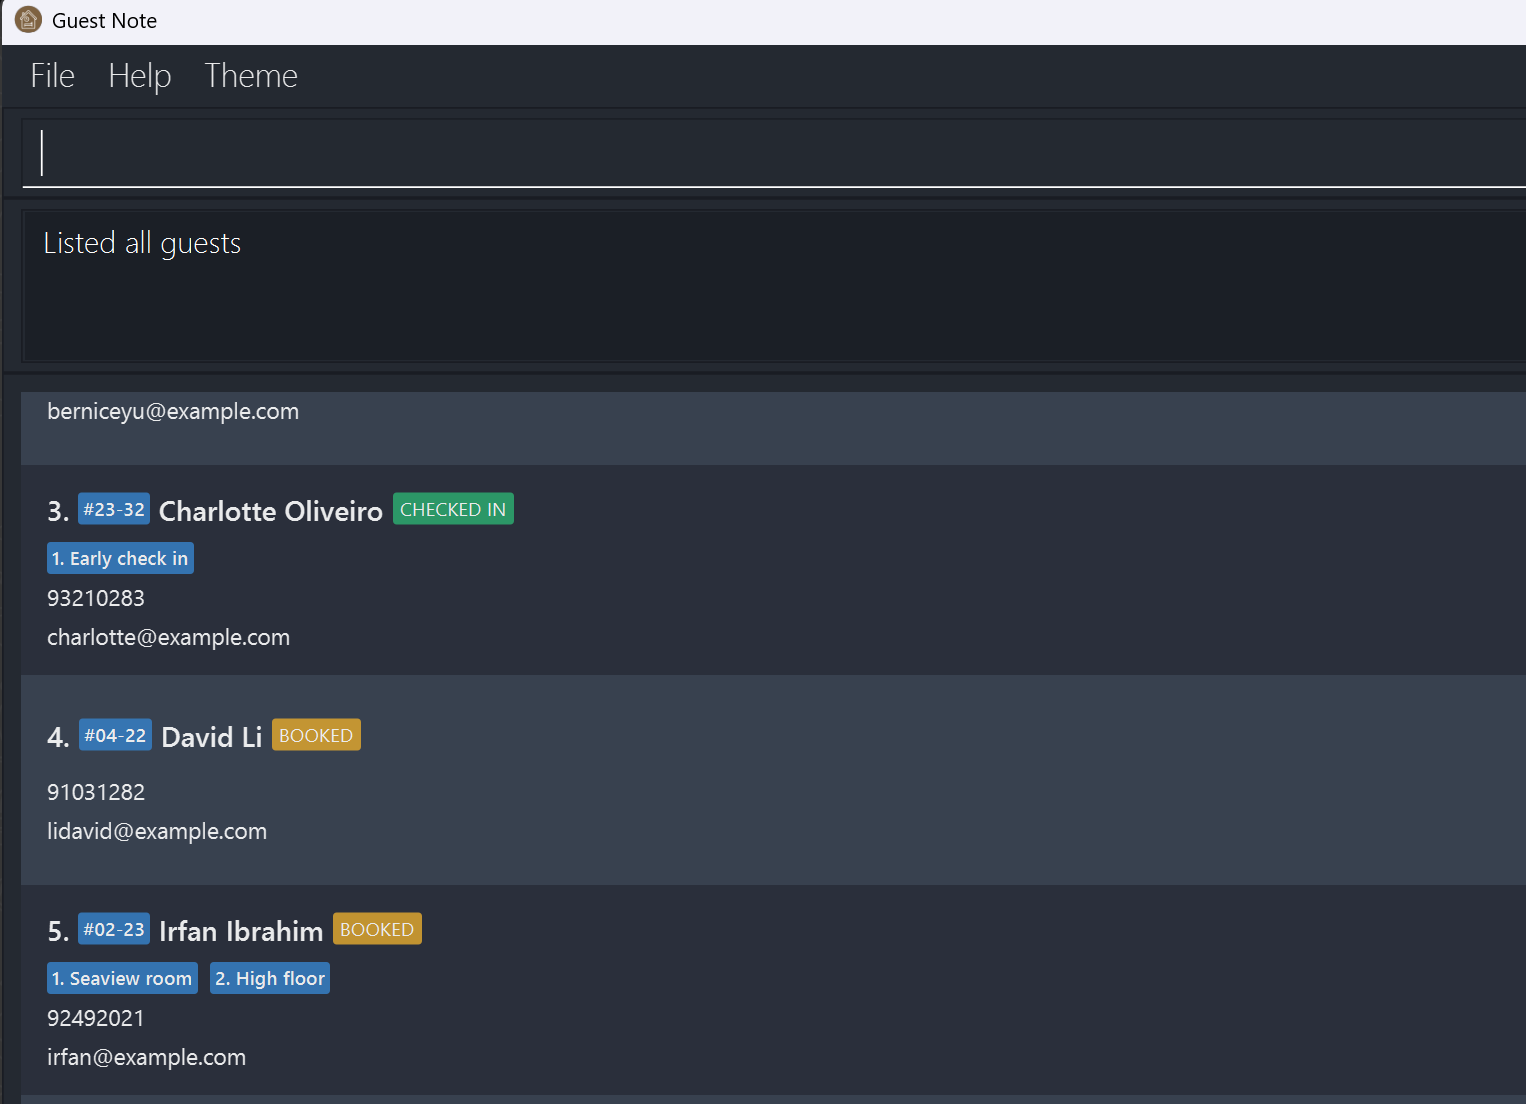 Guest Note
File Help Theme
Listed all guests
berniceyu@example.com
3. #23-32 Charlotte Oliveiro CHECKED IN
1. Early check in
93210283
charlotte@example.com
4. #04-22 David Li BOOKED
91031282
lidavid@example.com
5. #02-23 Irfan Ibrahim BOOKED
1. Seaview room 2. High floor
92492021
irfan@example.com